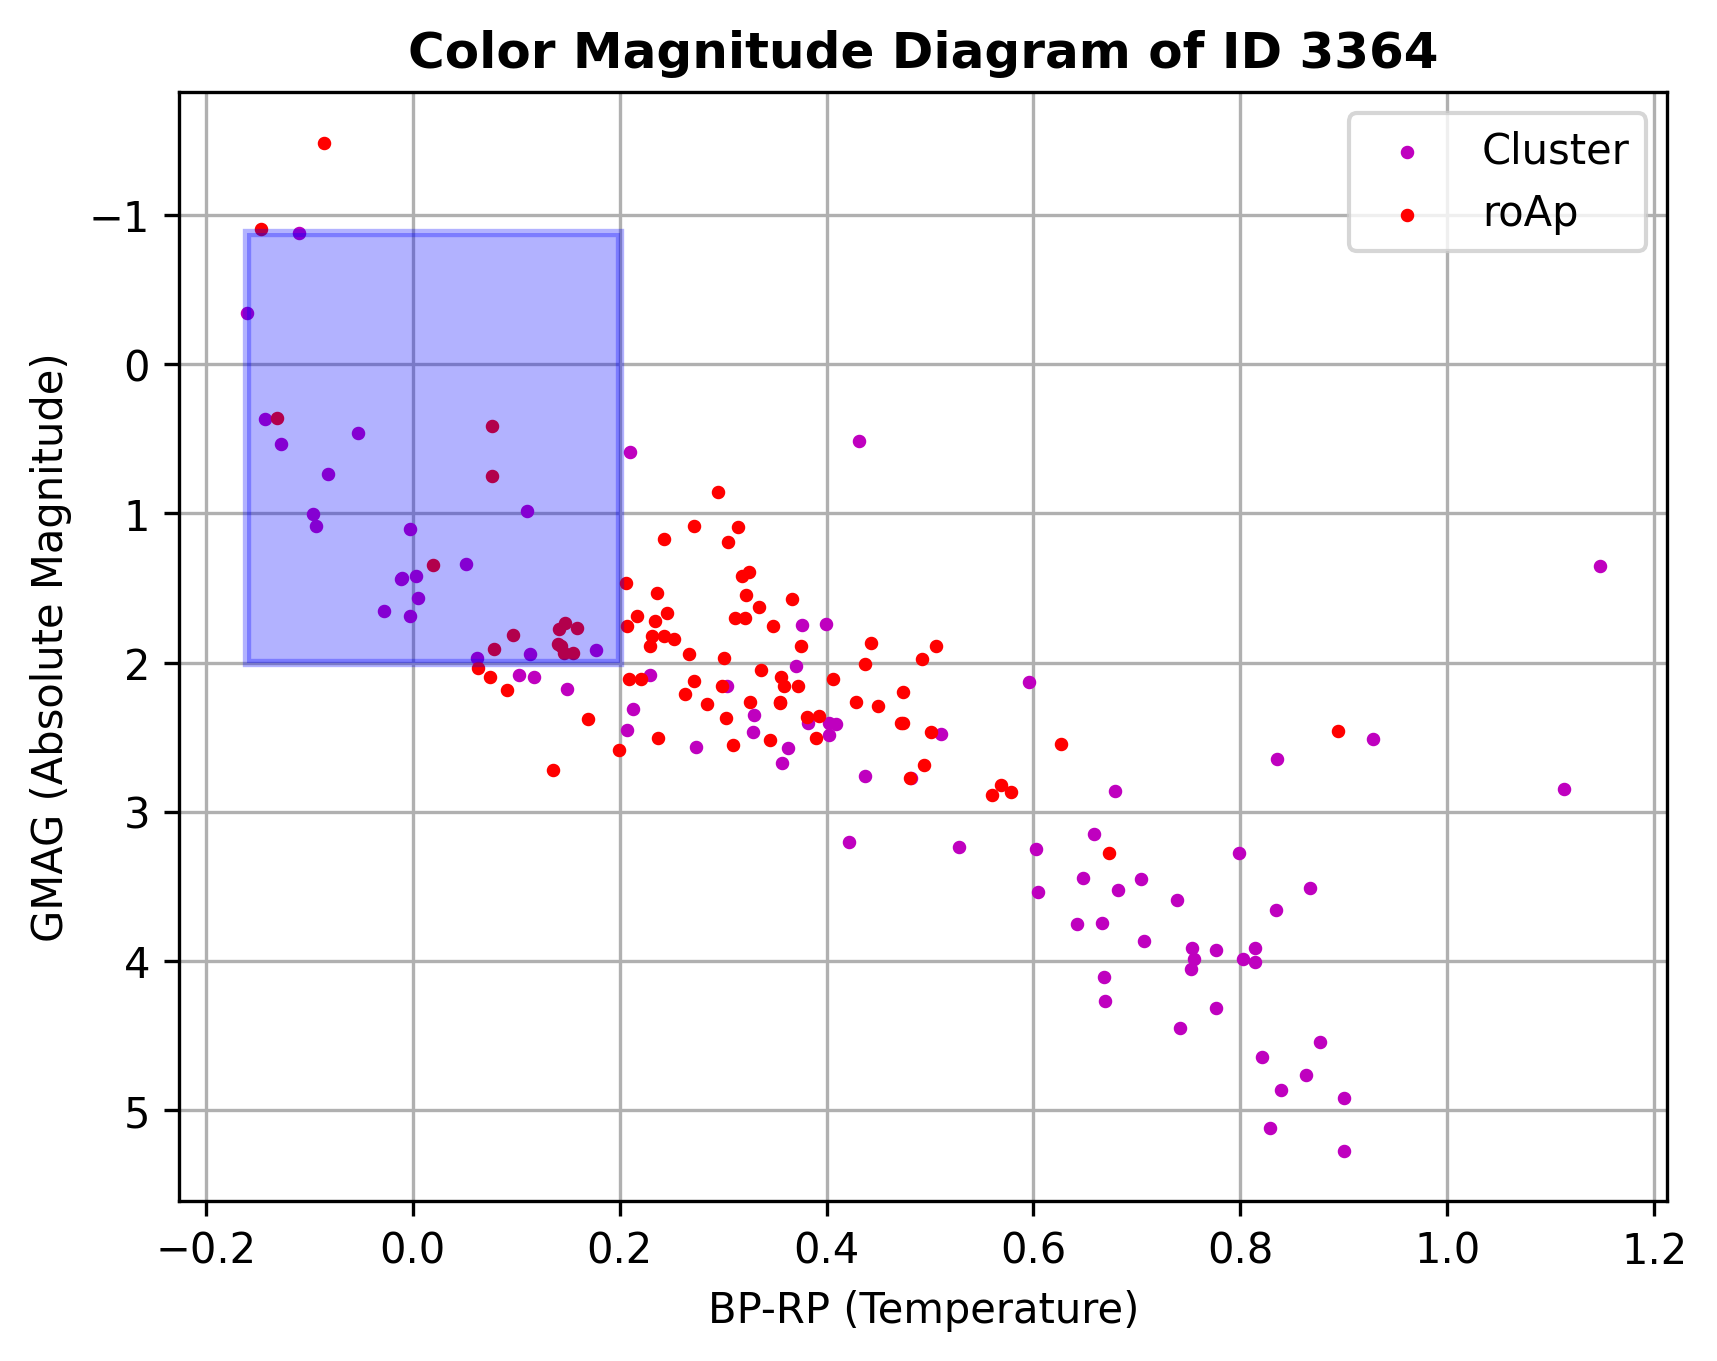 Color Magnitude Diagram of ID 3364
Cluster
roAp
−1
0
1
2
3
4
5
GMAG (Absolute Magnitude)
−0.2 0.0 0.2 0.4 0.6 0.8 1.0 1.2
BP-RP (Temperature)